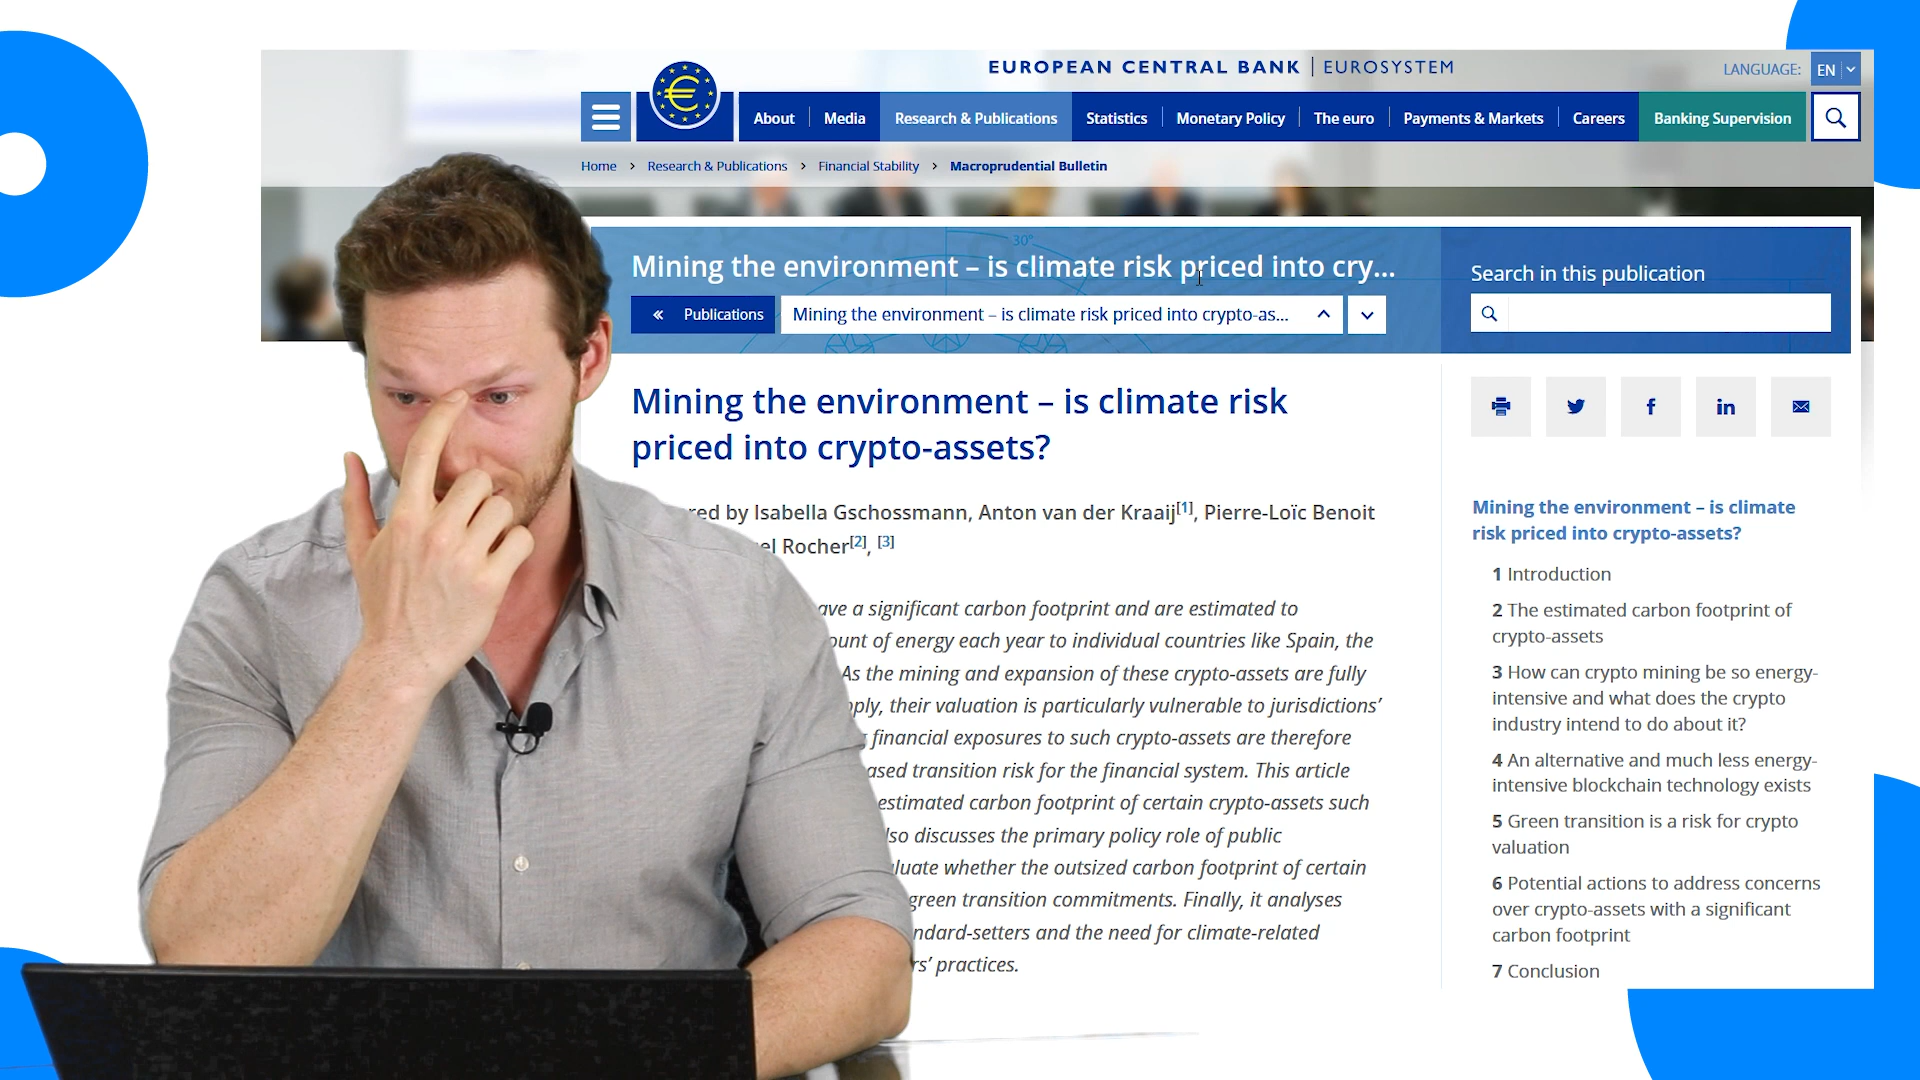 EUROPEAN CENTRAL BANK | EUROSYSTEM
LANGUAGE: EN
€
About Media Research & Publications Statistics Monetary Policy The euro Payments & Markets Careers Banking Supervision
Home > Research & Publications > Financial Stability > Macroprudential Bulletin
30°
Mining the environment – is climate risk priced into cry...
« Publications Mining the environment – is climate risk priced into crypto-as...
Search in this publication
Mining the environment – is climate risk
priced into crypto-assets?
by Isabella Gschossmann, Anton van der Kraaij[1], Pierre-Loïc Benoit
Rocher[2], [3]
a significant carbon footprint and are estimated to
of energy each year to individual countries like Spain, the
As the mining and expansion of these crypto-assets are fully
their valuation is particularly vulnerable to jurisdictions’
financial exposures to such crypto-assets are therefore
transition risk for the financial system. This article
estimated carbon footprint of certain crypto-assets such
discusses the primary policy role of public
whether the outsized carbon footprint of certain
green transition commitments. Finally, it analyses
and the need for climate-related
practices.
f in
Mining the environment – is climate
risk priced into crypto-assets?
1 Introduction
2 The estimated carbon footprint of
crypto-assets
3 How can crypto mining be so energy-
intensive and what does the crypto
industry intend to do about it?
4 An alternative and much less energy-
intensive blockchain technology exists
5 Green transition is a risk for crypto
valuation
6 Potential actions to address concerns
over crypto-assets with a significant
carbon footprint
7 Conclusion